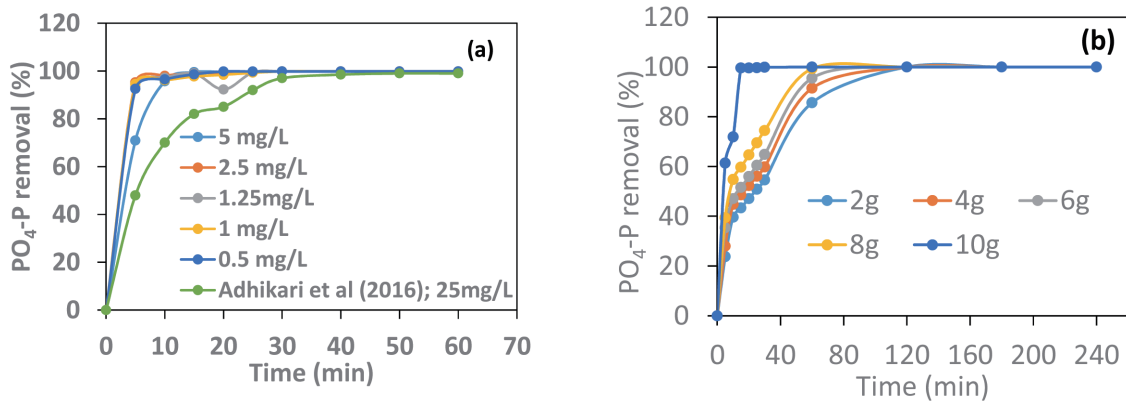 (a)
PO4-P removal (%)
120
100
80
60
40
20
0
5 mg/L
2.5 mg/L
1.25mg/L
1 mg/L
0.5 mg/L
Adhikari et al (2016); 25mg/L
0 10 20 30 40 50 60 70
Time (min)
(b)
PO4-P removal (%)
120
100
80
60
40
20
0
2g 4g 6g
8g 10g
0 40 80 120 160 200 240
Time (min)